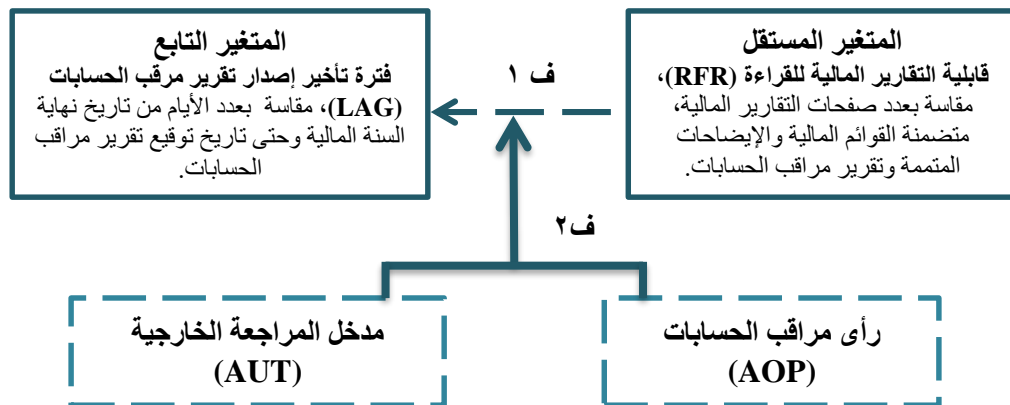 المتغير المستقل
قابلية التقارير المالية للقراءة (RFR)،
مقاسة بعدد صفحات التقارير المالية،
متضمنة القوائم المالية والإيضاحات
المتممة وتقرير مراقب الحسابات.
ف ١
المتغير التابع
فترة تأخير إصدار تقرير مرقب الحسابات
(LAG)، مقاسة بعدد الأيام من تاريخ نهاية
السنة المالية وحتى تاريخ توقيع تقرير مراقب
الحسابات.
ف٢
رأى مراقب الحسابات
(AOP)
مدخل المراجعة الخارجية
(AUT)